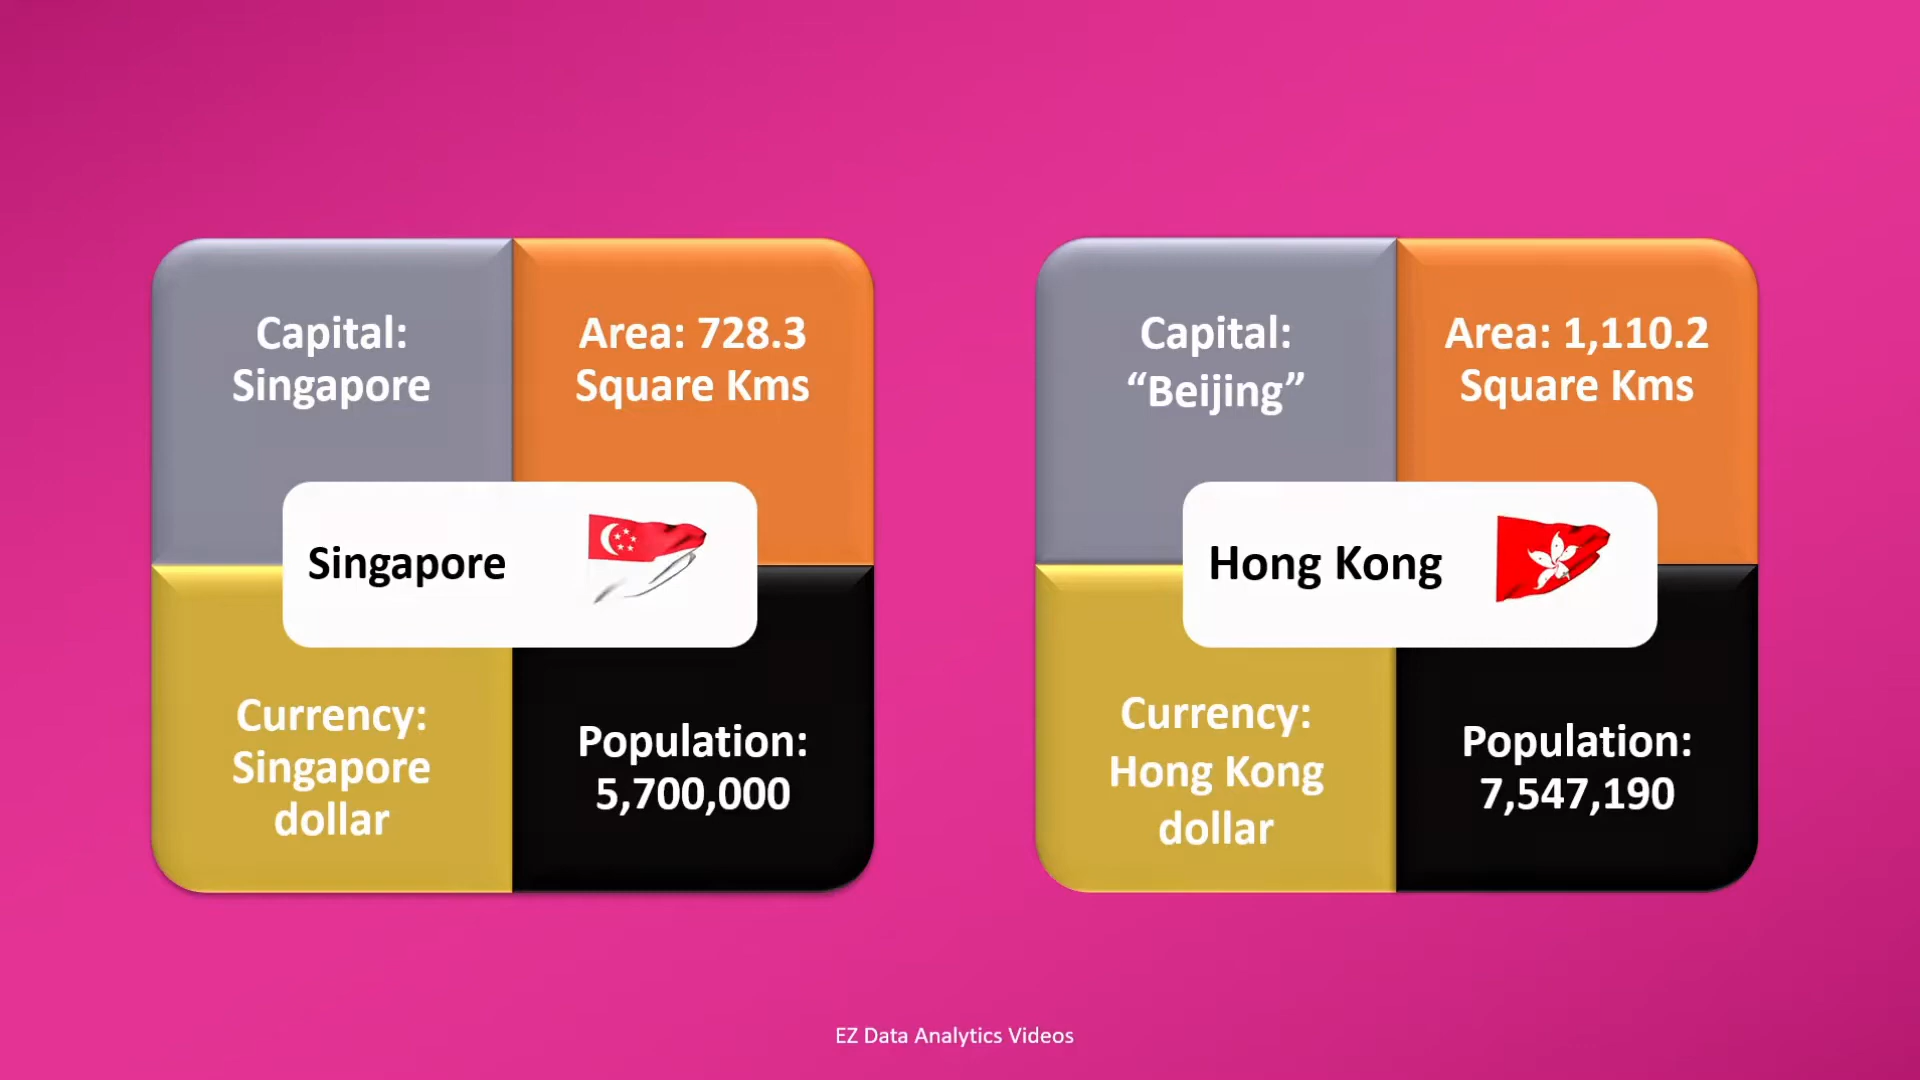 Capital:
Singapore
Area: 728.3
Square Kms
Singapore
Currency:
Singapore
dollar
Population:
5,700,000
Capital:
“Beijing”
Area: 1,110.2
Square Kms
Hong Kong
Currency:
Hong Kong
dollar
Population:
7,547,190
EZ Data Analytics Videos